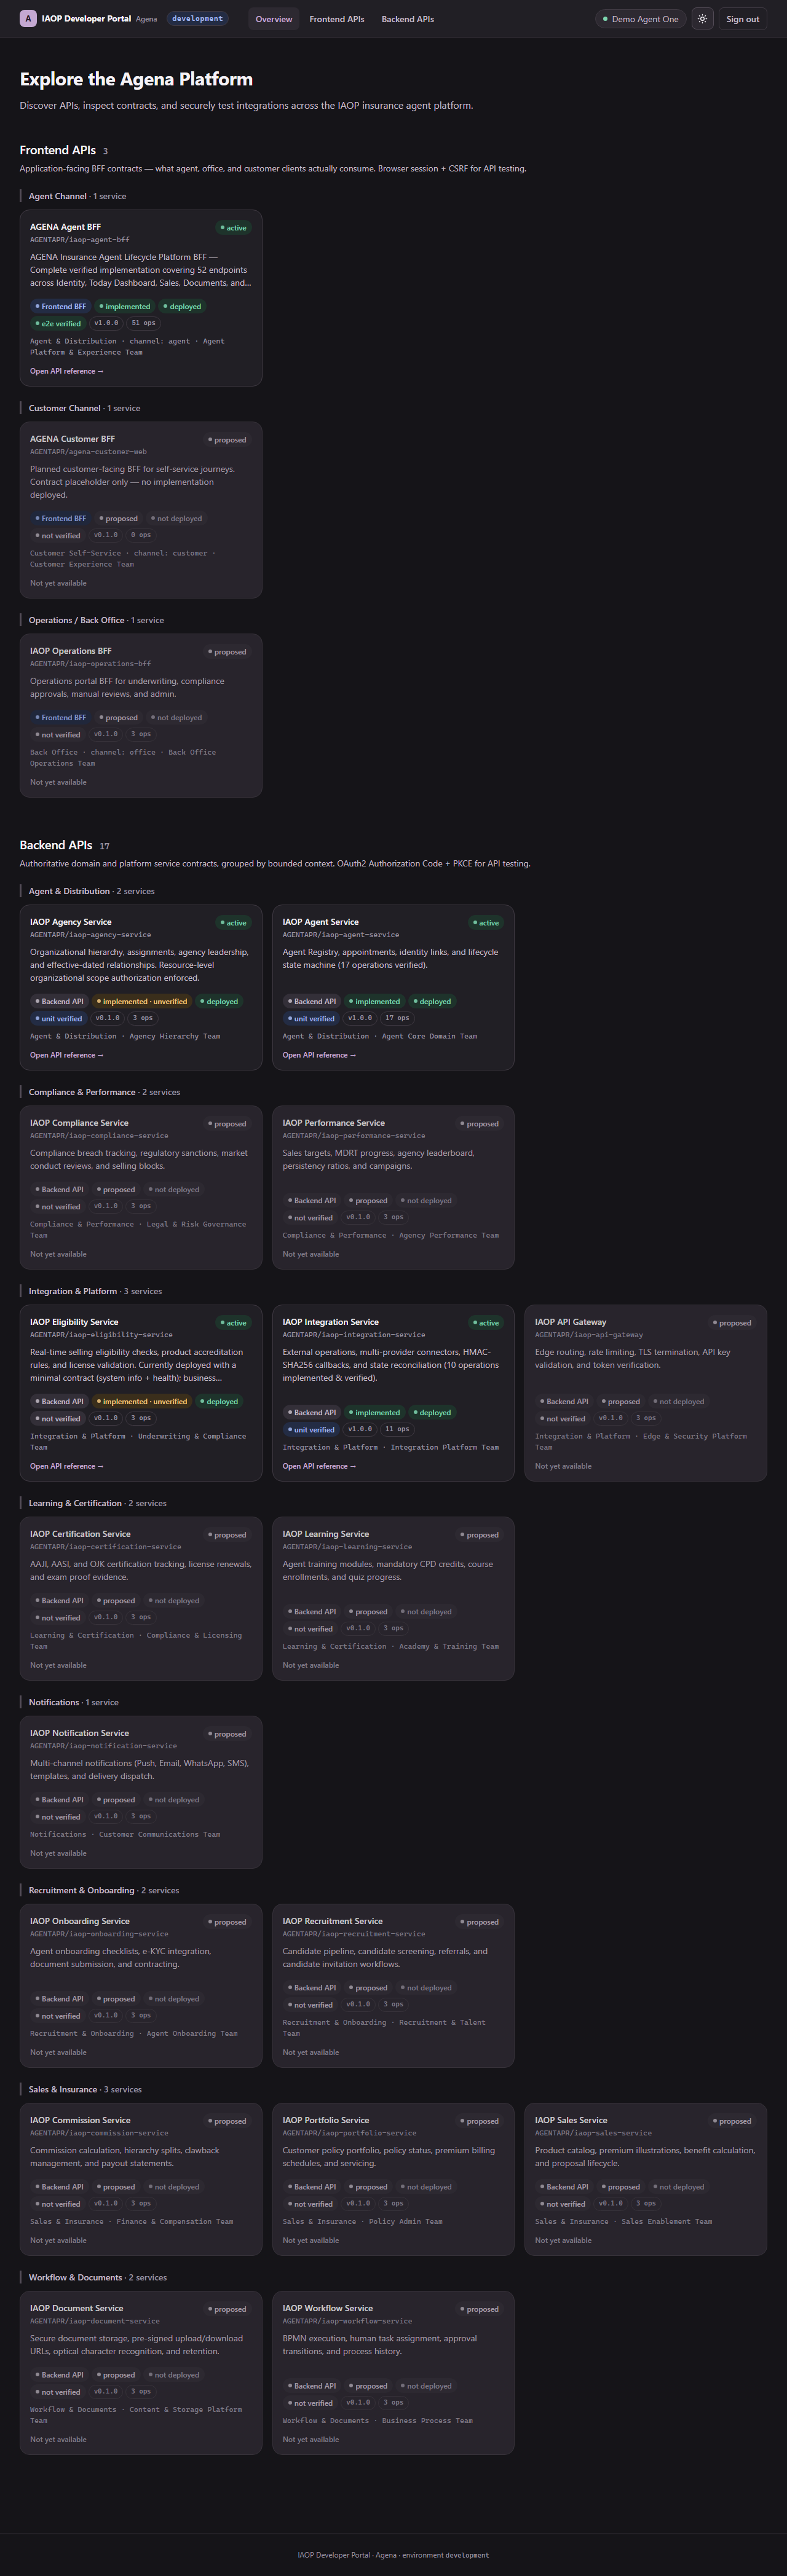 A IAOP Developer Portal Agena development Overview Frontend APIs Backend APIs Demo Agent One Sign out
Explore the Agena Platform
Discover APIs, inspect contracts, and securely test integrations across the IAOP insurance agent platform.
Frontend APIs 3
Application-facing BFF contracts — what agent, office, and customer clients actually consume. Browser session + CSRF for API testing.
Agent Channel · 1 service
AGENA Agent BFF active
AGENTAPR/iaop-agent-bff
AGENA Insurance Agent Lifecycle Platform BFF —
Complete verified implementation covering 52 endpoints
across Identity, Today Dashboard, Sales, Documents, and...
Frontend BFF implemented deployed
e2e verified v1.0.0 51 ops
Agent & Distribution · channel: agent · Agent
Platform & Experience Team
Open API reference →
Customer Channel · 1 service
AGENA Customer BFF proposed
AGENTAPR/agena-customer-web
Planned customer-facing BFF for self-service journeys.
Contract placeholder only — no implementation
deployed.
Frontend BFF proposed not deployed
not verified v0.1.0 0 ops
Customer Self-Service · channel: customer ·
Customer Experience Team
Not yet available
Operations / Back Office · 1 service
IAOP Operations BFF proposed
AGENTAPR/iaop-operations-bff
Operations portal BFF for underwriting, compliance
approvals, manual reviews, and admin.
Frontend BFF proposed not deployed
not verified v0.1.0 3 ops
Back Office · channel: office · Back Office
Operations Team
Not yet available
Backend APIs 17
Authoritative domain and platform service contracts, grouped by bounded context. OAuth2 Authorization Code + PKCE for API testing.
Agent & Distribution · 2 services
IAOP Agency Service active
AGENTAPR/iaop-agency-service
Organizational hierarchy, assignments, agency leadership,
and effective-dated relationships. Resource-level
organizational scope authorization enforced.
Backend API implemented · unverified deployed
unit verified v0.1.0 3 ops
Agent & Distribution · Agency Hierarchy Team
Open API reference →
IAOP Agent Service active
AGENTAPR/iaop-agent-service
Agent Registry, appointments, identity links, and lifecycle
state machine (17 operations verified).
Backend API implemented deployed
unit verified v1.0.0 17 ops
Agent & Distribution · Agent Core Domain Team
Open API reference →
Compliance & Performance · 2 services
IAOP Compliance Service proposed
AGENTAPR/iaop-compliance-service
Compliance breach tracking, regulatory sanctions, market
conduct reviews, and selling blocks.
Backend API proposed not deployed
not verified v0.1.0 3 ops
Compliance & Performance · Legal & Risk Governance
Team
Not yet available
IAOP Performance Service proposed
AGENTAPR/iaop-performance-service
Sales targets, MDRT progress, agency leaderboard,
persistency ratios, and campaigns.
Backend API proposed not deployed
not verified v0.1.0 3 ops
Compliance & Performance · Agency Performance Team
Not yet available
Integration & Platform · 3 services
IAOP Eligibility Service active
AGENTAPR/iaop-eligibility-service
Real-time selling eligibility checks, product accreditation
rules, and license validation. Currently deployed with a
minimal contract (system info + health); business...
Backend API implemented · unverified deployed
not verified v0.1.0 3 ops
Integration & Platform · Underwriting & Compliance
Team
Open API reference →
IAOP Integration Service active
AGENTAPR/iaop-integration-service
External operations, multi-provider connectors, HMAC-
SHA256 callbacks, and state reconciliation (10 operations
implemented & verified).
Backend API implemented deployed
unit verified v1.0.0 11 ops
Integration & Platform · Integration Platform Team
Open API reference →
IAOP API Gateway proposed
AGENTAPR/iaop-api-gateway
Edge routing, rate limiting, TLS termination, API key
validation, and token verification.
Backend API proposed not deployed
not verified v0.1.0 3 ops
Integration & Platform · Edge & Security Platform
Team
Not yet available
Learning & Certification · 2 services
IAOP Certification Service proposed
AGENTAPR/iaop-certification-service
AAJI, AASI, and OJK certification tracking, license renewals,
and exam proof evidence.
Backend API proposed not deployed
not verified v0.1.0 3 ops
Learning & Certification · Compliance & Licensing
Team
Not yet available
IAOP Learning Service proposed
AGENTAPR/iaop-learning-service
Agent training modules, mandatory CPD credits, course
enrollments, and quiz progress.
Backend API proposed not deployed
not verified v0.1.0 3 ops
Learning & Certification · Academy & Training Team
Not yet available
Notifications · 1 service
IAOP Notification Service proposed
AGENTAPR/iaop-notification-service
Multi-channel notifications (Push, Email, WhatsApp, SMS),
templates, and delivery dispatch.
Backend API proposed not deployed
not verified v0.1.0 3 ops
Notifications · Customer Communications Team
Not yet available
Recruitment & Onboarding · 2 services
IAOP Onboarding Service proposed
AGENTAPR/iaop-onboarding-service
Agent onboarding checklists, e-KYC integration,
document submission, and contracting.
Backend API proposed not deployed
not verified v0.1.0 3 ops
Recruitment & Onboarding · Agent Onboarding Team
Not yet available
IAOP Recruitment Service proposed
AGENTAPR/iaop-recruitment-service
Candidate pipeline, candidate screening, referrals, and
candidate invitation workflows.
Backend API proposed not deployed
not verified v0.1.0 3 ops
Recruitment & Onboarding · Recruitment & Talent
Team
Not yet available
Sales & Insurance · 3 services
IAOP Commission Service proposed
AGENTAPR/iaop-commission-service
Commission calculation, hierarchy splits, clawback
management, and payout statements.
Backend API proposed not deployed
not verified v0.1.0 3 ops
Sales & Insurance · Finance & Compensation Team
Not yet available
IAOP Portfolio Service proposed
AGENTAPR/iaop-portfolio-service
Customer policy portfolio, policy status, premium billing
schedules, and servicing.
Backend API proposed not deployed
not verified v0.1.0 3 ops
Sales & Insurance · Policy Admin Team
Not yet available
IAOP Sales Service proposed
AGENTAPR/iaop-sales-service
Product catalog, premium illustrations, benefit calculation,
and proposal lifecycle.
Backend API proposed not deployed
not verified v0.1.0 3 ops
Sales & Insurance · Sales Enablement Team
Not yet available
Workflow & Documents · 2 services
IAOP Document Service proposed
AGENTAPR/iaop-document-service
Secure document storage, pre-signed upload/download
URLs, optical character recognition, and retention.
Backend API proposed not deployed
not verified v0.1.0 3 ops
Workflow & Documents · Content & Storage Platform
Team
Not yet available
IAOP Workflow Service proposed
AGENTAPR/iaop-workflow-service
BPMN execution, human task assignment, approval
transitions, and process history.
Backend API proposed not deployed
not verified v0.1.0 3 ops
Workflow & Documents · Business Process Team
Not yet available
IAOP Developer Portal · Agena · environment development